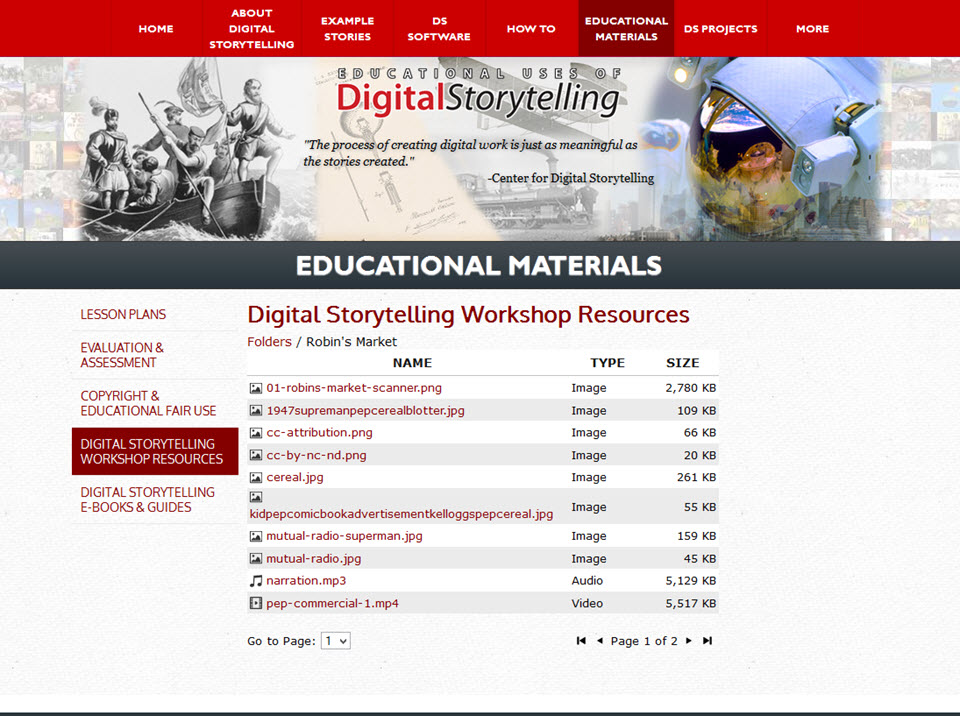 HOME
ABOUT
DIGITAL
STORYTELLING
EXAMPLE
STORIES
DS
SOFTWARE
HOW TO
EDUCATIONAL
MATERIALS
DS PROJECTS
MORE
EDUCATIONAL USES OF
DigitalStorytelling
"The process of creating digital work is just as meaningful as
the stories created."
-Center for Digital Storytelling
EDUCATIONAL MATERIALS
LESSON PLANS
EVALUATION &
ASSESSMENT
COPYRIGHT &
EDUCATIONAL FAIR USE
DIGITAL STORYTELLING
WORKSHOP RESOURCES
DIGITAL STORYTELLING
E-BOOKS & GUIDES
Digital Storytelling Workshop Resources
Folders / Robin's Market
NAME TYPE SIZE
01-robins-market-scanner.png Image 2,780 KB
1947supremanpepcerealblotter.jpg Image 109 KB
cc-attribution.png Image 66 KB
cc-by-nc-nd.png Image 20 KB
cereal.jpg Image 261 KB
kidpepcomicbookadvertisementkelloggspepcereal.jpg Image 55 KB
mutual-radio-superman.jpg Image 159 KB
mutual-radio.jpg Image 45 KB
narration.mp3 Audio 5,129 KB
pep-commercial-1.mp4 Video 5,517 KB
Go to Page: 1 Page 1 of 2